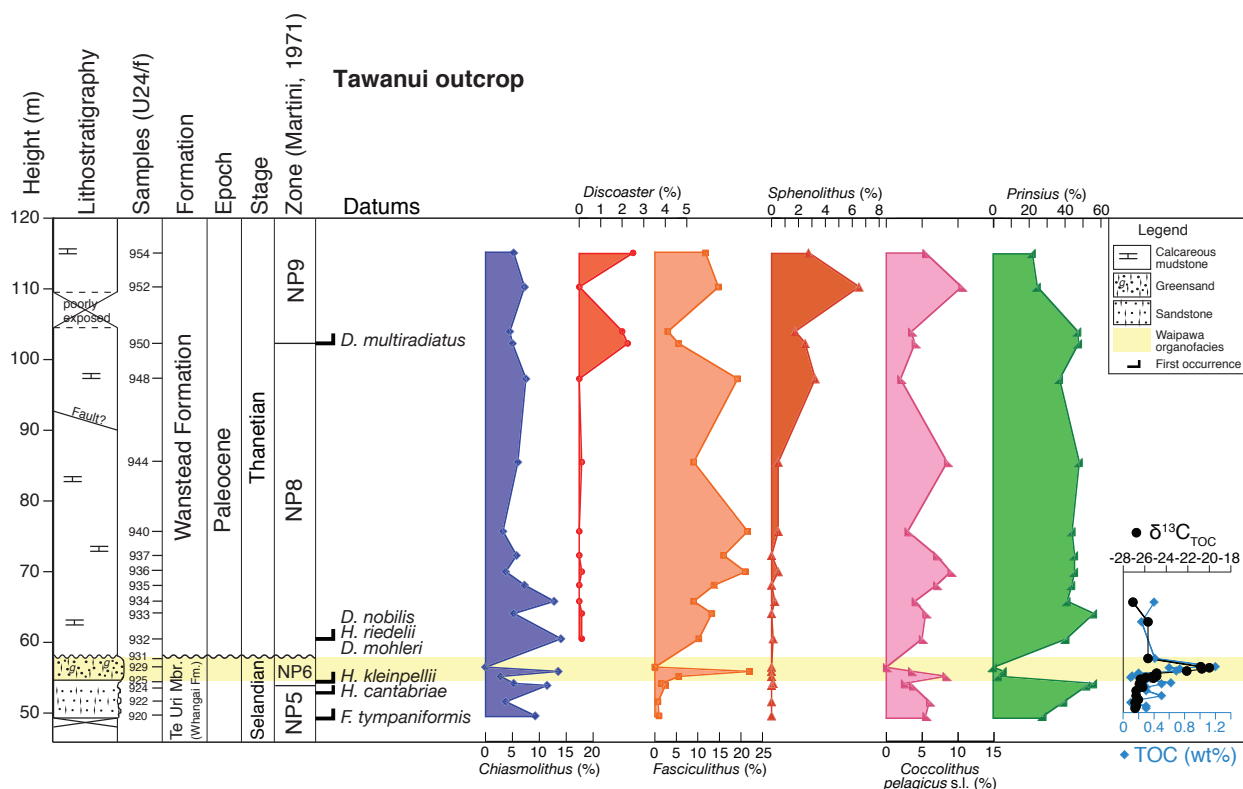 Tawanui outcrop
Height (m)
Lithostratigraphy
Samples (U24/f)
Formation
Epoch
Stage
Zone (Martini, 1971)
Datums
Discoaster (%)
0 1 2 3 4 5
Sphenolithus (%)
0 2 4 6 8
Prinsius (%)
0 20 40 60
120
110
100
90
80
70
60
50
poorly
exposed
Fault?
g
g
g
954
952
950
948
944
940
937
936
935
934
933
932
931
929
925
924
922
920
Wanstead Formation
Te Uri Mbr.
(Whangai Fm.)
Paleocene
Thanetian
Selandian
NP9
NP8
NP6
NP5
D. multiradiatus
D. nobilis
H. riedelii
D. mohleri
H. kleinpellii
H. cantabriae
F. tympaniformis
Legend
Calcareous
mudstone
g
Greensand
Sandstone
Waipawa
organofacies
First occurrence
δ13CTOC
-28-26-24-22-20-18
0 0.4 0.8 1.2
TOC (wt%)
0 5 10 15 20
Chiasmolithus (%)
0 5 10 15 20 25
Fasciculithus (%)
0 5 10 15
Coccolithus
pelagicus s.l. (%)